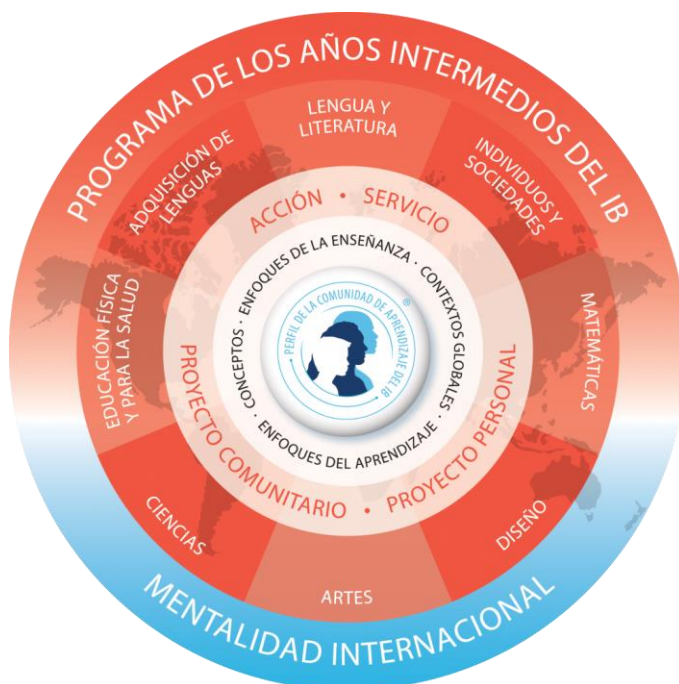 PROGRAMA DE LOS AÑOS INTERMEDIOS DEL IB
LENGUA Y
LITERATURA
ADQUISICIÓN DE
LENGUAS
INDIVIDUOS Y
SOCIEDADES
EDUCACIÓN FÍSICA
Y PARA LA SALUD
MATEMÁTICAS
CIENCIAS
ARTES
DISEÑO
ACCIÓN • SERVICIO
PROYECTO COMUNITARIO • PROYECTO PERSONAL
CONCEPTOS · ENFOQUES DE LA ENSEÑANZA · CONTEXTOS GLOBALES ·
ENFOQUES DEL APRENDIZAJE ·
• PERFIL DE LA COMUNIDAD DE APRENDIZAJE DEL IB •
®
MENTALIDAD INTERNACIONAL